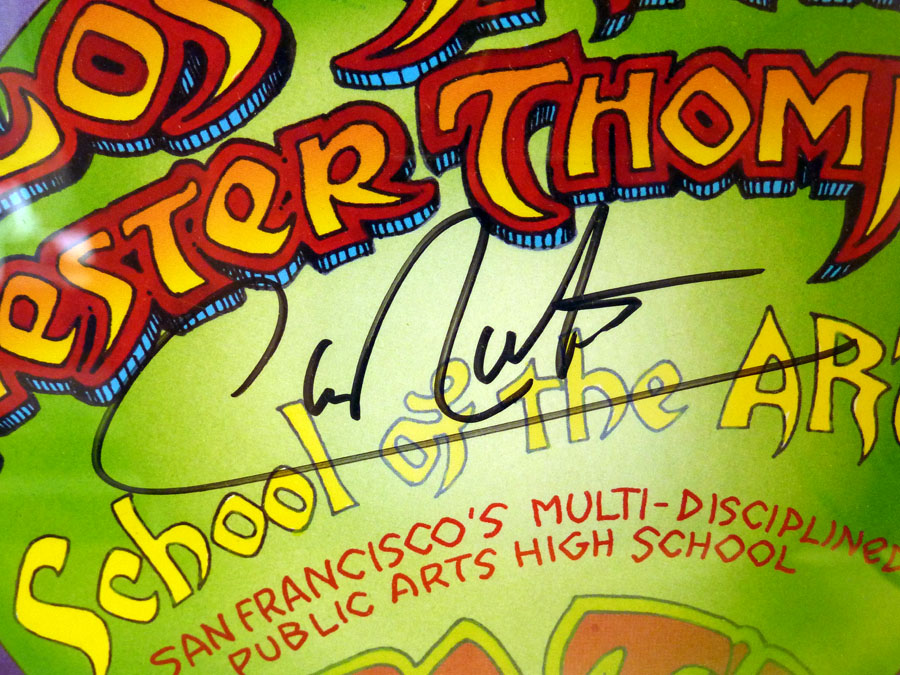 ESTER THOM
School of the AR
SAN FRANCISCO'S MULTI-DISCIPLINED
PUBLIC ARTS HIGH SCHOOL